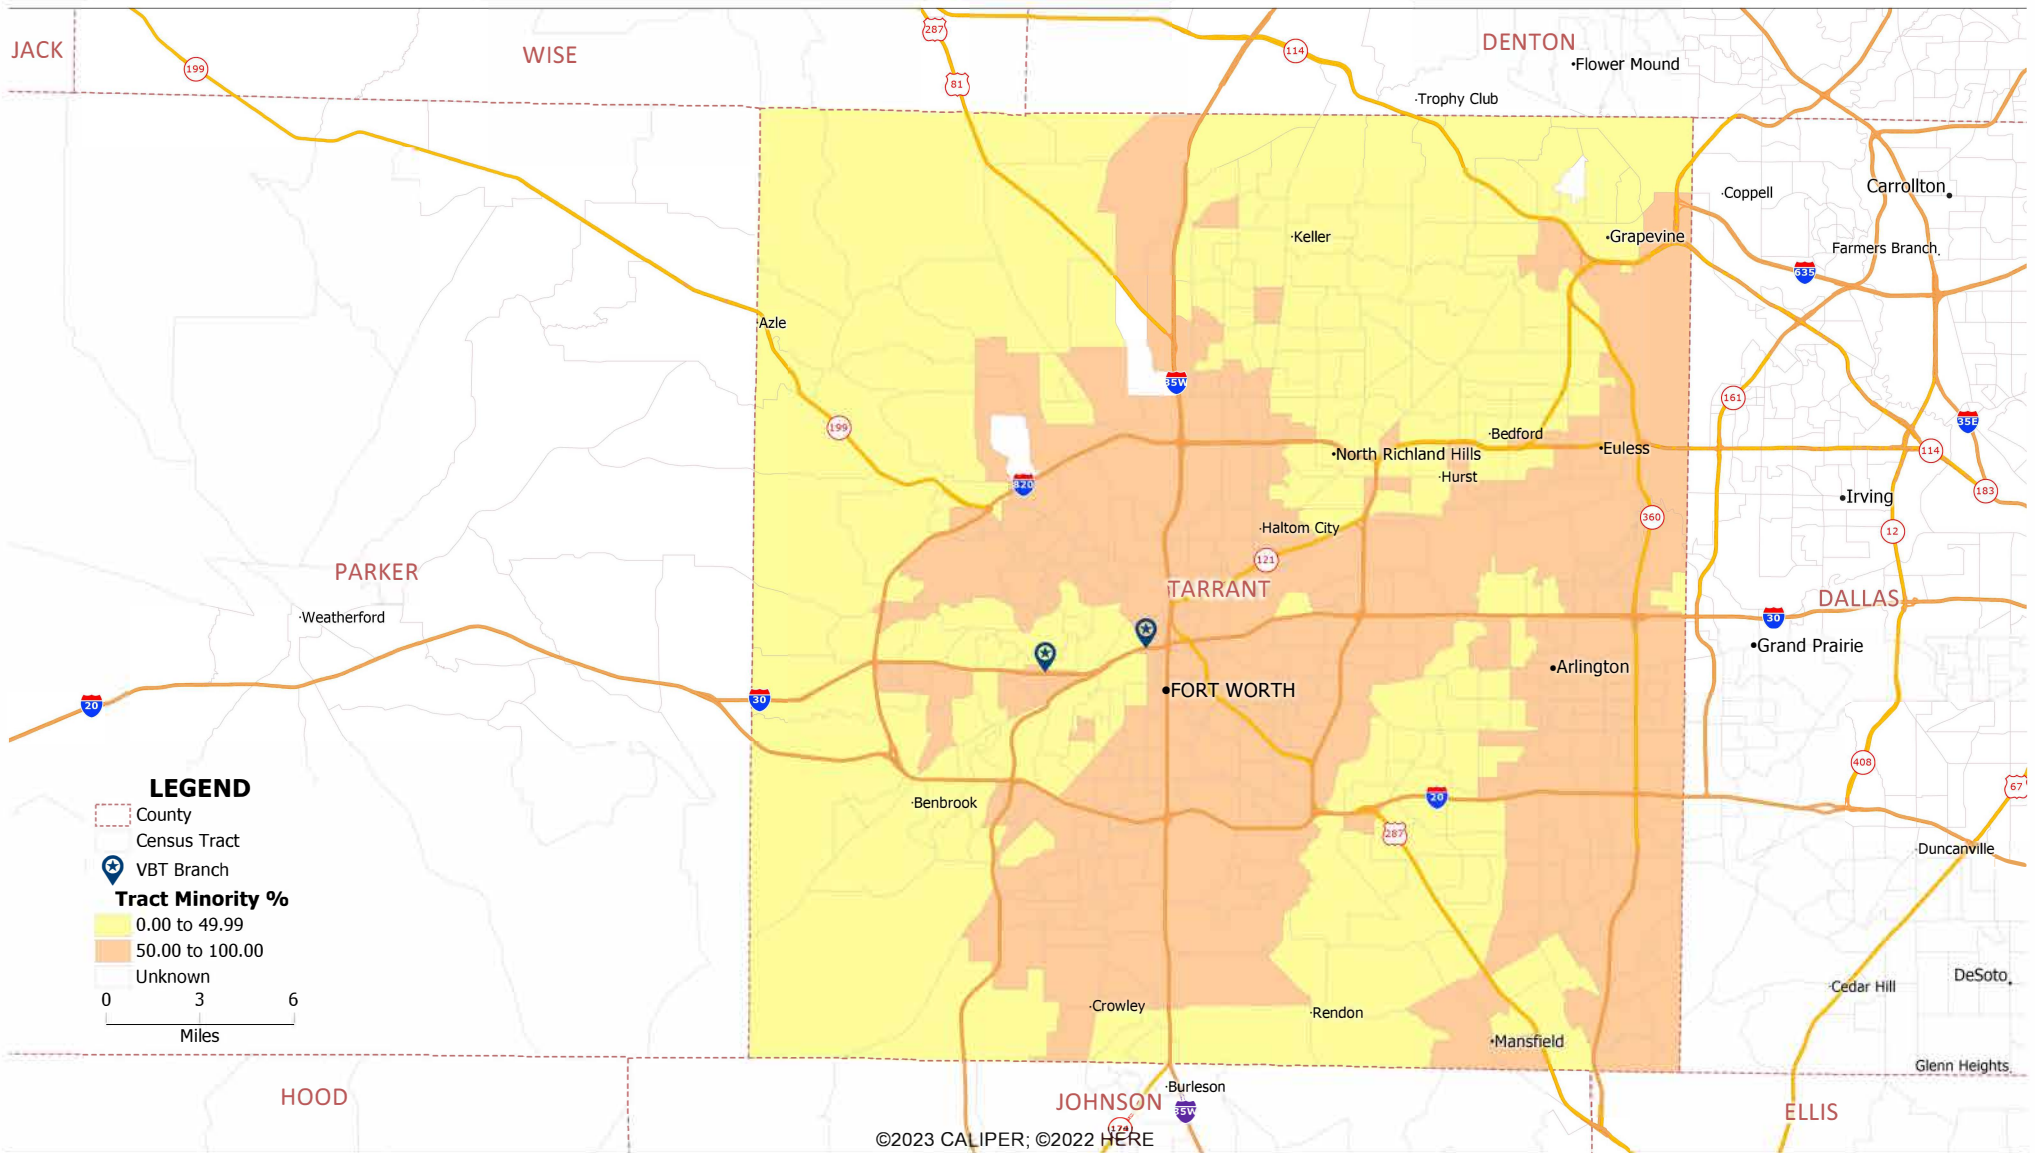 JACK
WISE
DENTON
287
114
•Flower Mound
199
81
·Trophy Club
·Coppell
Carrollton
·Keller
·Grapevine
Farmers Branch
635
·Azle
35W
161
199
35E
·Bedford
·Euless
•North Richland Hills
114
·Hurst
820
183
•Irving
360
·Haltom City
12
121
PARKER
TARRANT
DALLAS
·Weatherford
30
•Grand Prairie
•Arlington
•FORT WORTH
20
30
408
67
LEGEND
County
Census Tract
VBT Branch
Tract Minority %
0.00 to 49.99
50.00 to 100.00
Unknown
0 3 6
Miles
·Benbrook
20
287
·Duncanville
DeSoto
·Cedar Hill
·Crowley
·Rendon
·Mansfield
Glenn Heights
·Burleson
HOOD
JOHNSON
35W
ELLIS
174
©2023 CALIPER; ©2022 HERE